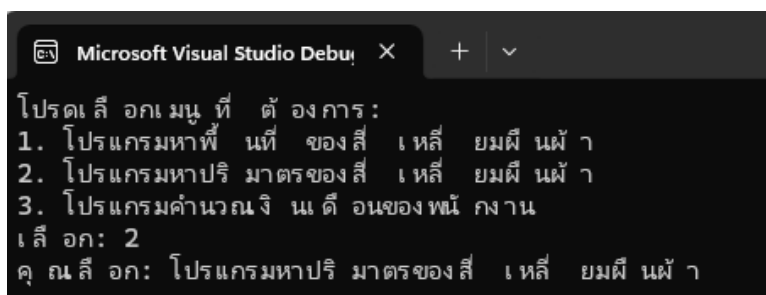 Microsoft Visual Studio Debug
โปรดเลือกเมนูที่ต้องการ:
1. โปรแกรมหาพื้นที่ของสี่เหลี่ยมผืนผ้า
2. โปรแกรมหาปริมาตรของสี่เหลี่ยมผืนผ้า
3. โปรแกรมคำนวณเงินเดือนของพนักงาน
เลือก: 2
คุณเลือก: โปรแกรมหาปริมาตรของสี่เหลี่ยมผืนผ้า